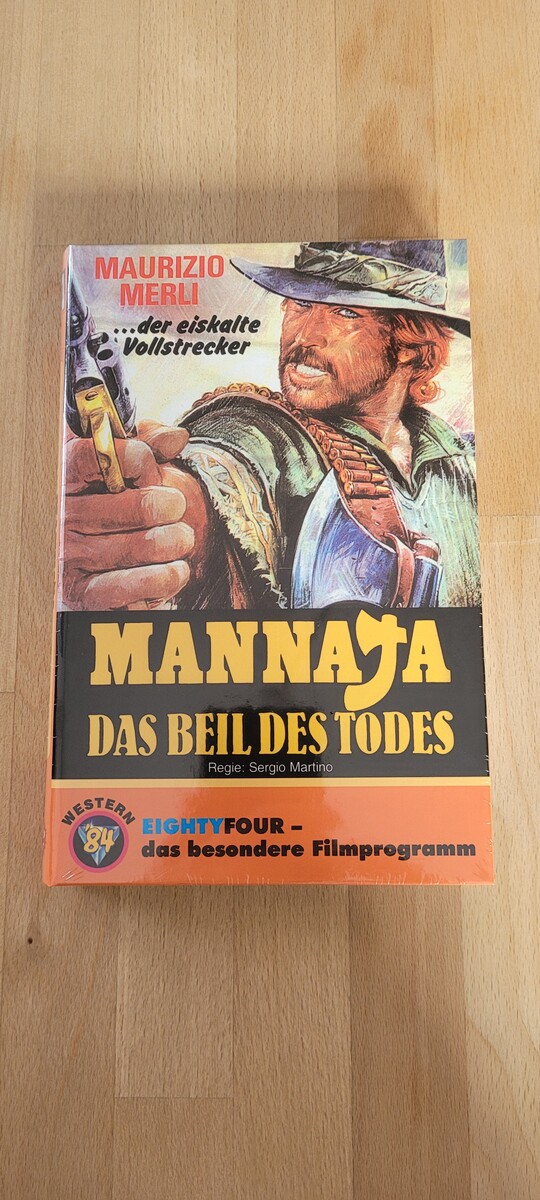 MAURIZIO
MERLI
...der eiskalte
Vollstrecker
MANNAJA
DAS BEIL DES TODES
Regie: Sergio Martino
WESTERN
'84
EIGHTYFOUR –
das besondere Filmprogramm